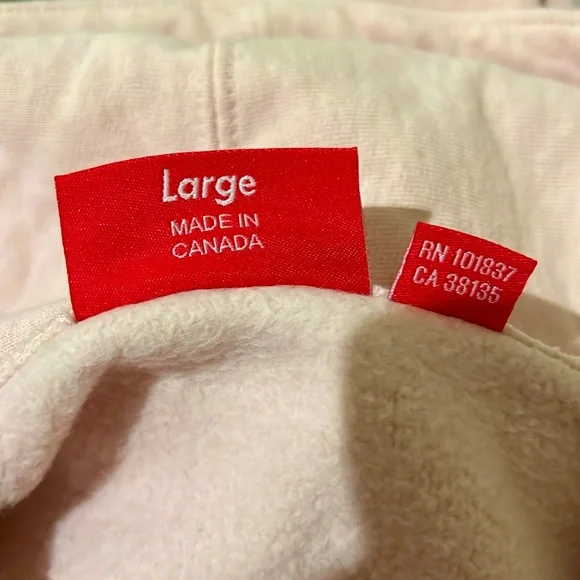 Large
MADE IN
CANADA
RN 101837
CA 38135